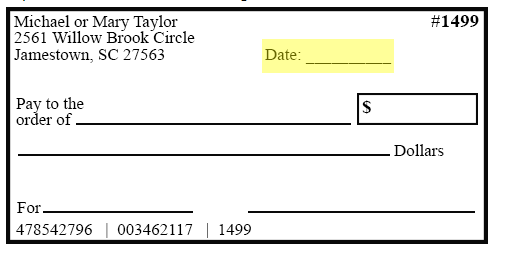 Michael or Mary Taylor #1499
2561 Willow Brook Circle
Jamestown, SC 27563 Date: __________
Pay to the
order of $
Dollars
For
478542796 | 003462117 | 1499